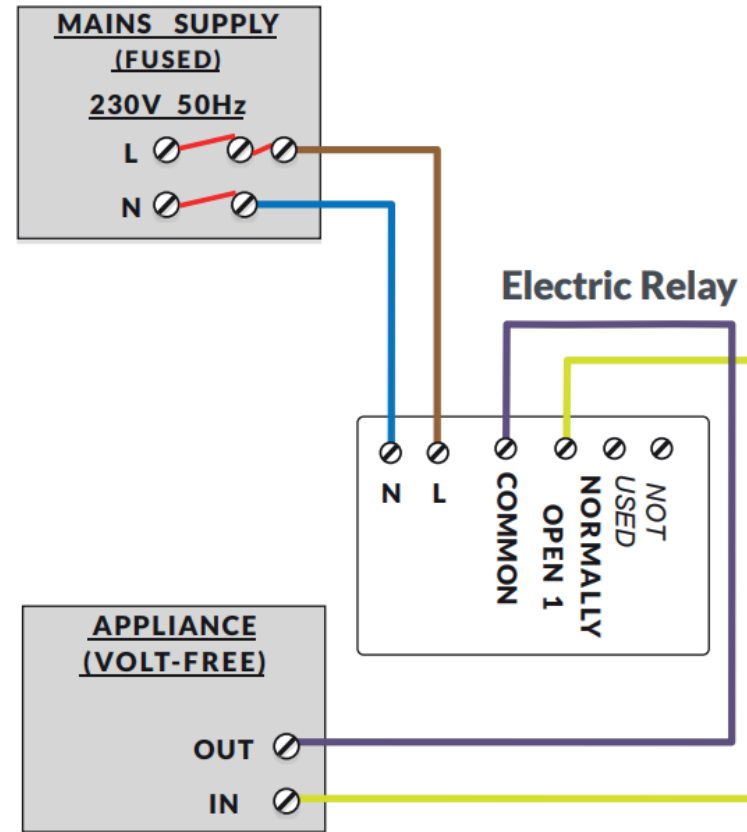 MAINS SUPPLY
(FUSED)
230V 50Hz
L
N
Electric Relay
N
L
COMMON
NORMALLY
OPEN 1
NOT
USED
APPLIANCE
(VOLT-FREE)
OUT
IN